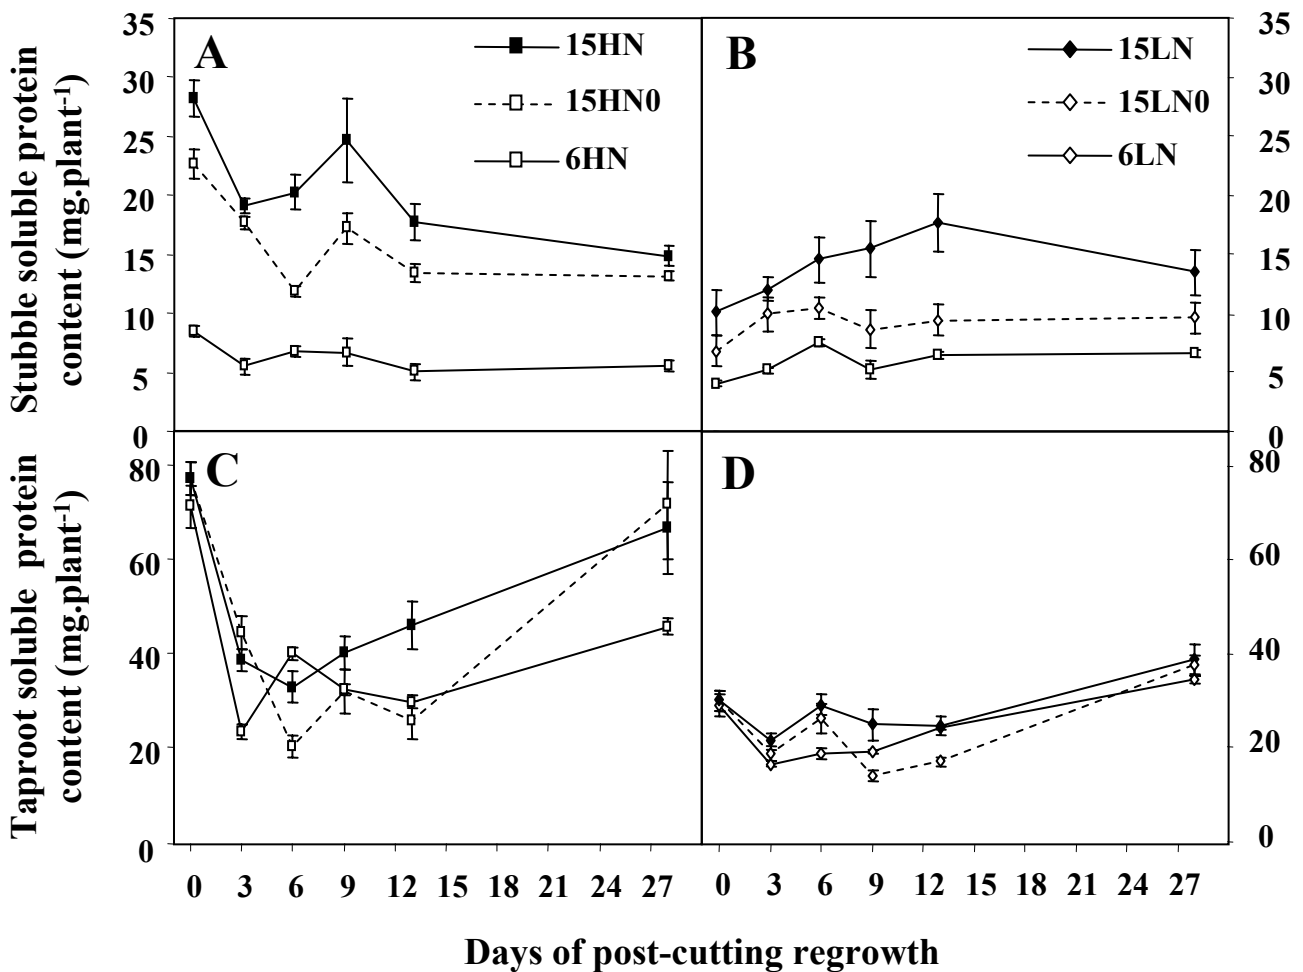 Stubble soluble protein
content (mg.plant⁻¹)
35
30
25
20
15
10
5
0
A
15HN
15HN0
6HN
B
15LN
15LN0
6LN
35
30
25
20
15
10
5
0
Taproot soluble protein
content (mg.plant⁻¹)
80
60
40
20
0
C
D
80
60
40
20
0
0 3 6 9 12 15 18 21 24 27
0 3 6 9 12 15 18 21 24 27
Days of post-cutting regrowth